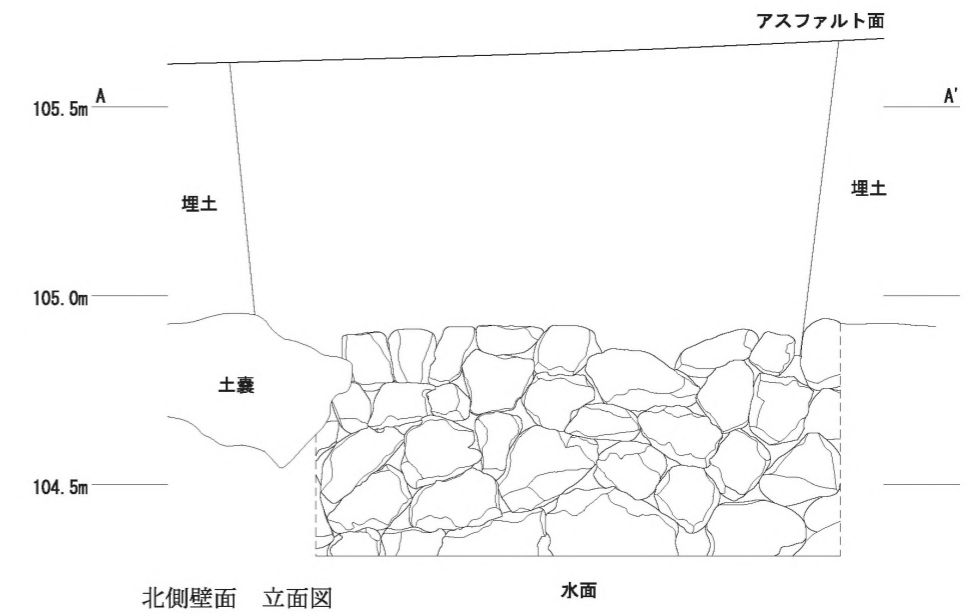 アスファルト面
105.5m A A'
埋土 埋土
105.0m
土嚢
104.5m
水面
北側壁面 立面図